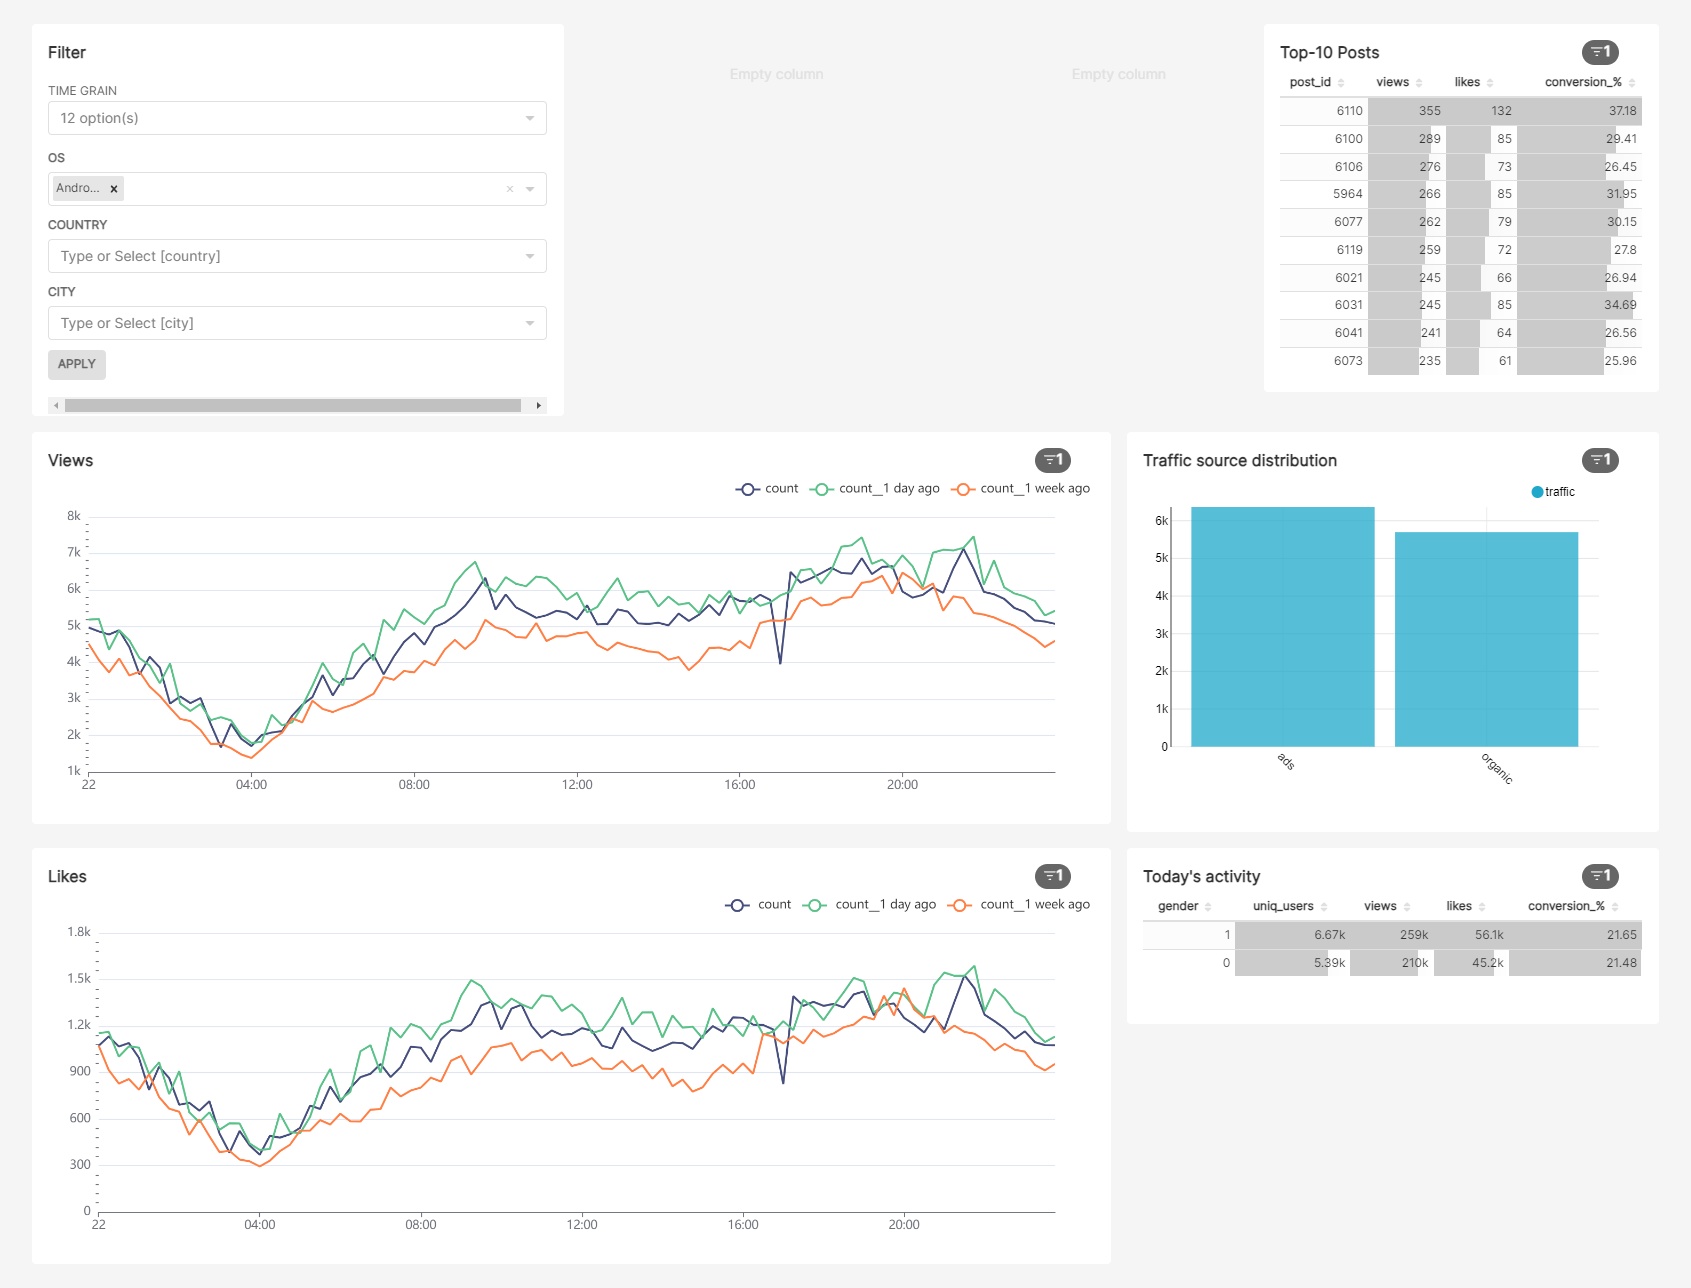 Filter
TIME GRAIN
12 option(s)
OS
Andro... x
COUNTRY
Type or Select [country]
CITY
Type or Select [city]
APPLY
Empty column
Empty column
Top-10 Posts
1
post_id views likes conversion_%
6110 355 132 37.18
6100 289 85 29.41
6106 276 73 26.45
5964 266 85 31.95
6077 262 79 30.15
6119 259 72 27.8
6021 245 66 26.94
6031 245 85 34.69
6041 241 64 26.56
6073 235 61 25.96
Views
1
count count__1 day ago count__1 week ago
8k
7k
6k
5k
4k
3k
2k
1k
22 04:00 08:00 12:00 16:00 20:00
Traffic source distribution
1
traffic
6k
5k
4k
3k
2k
1k
0
ads organic
Likes
1
count count__1 day ago count__1 week ago
1.8k
1.5k
1.2k
900
600
300
0
22 04:00 08:00 12:00 16:00 20:00
Today's activity
1
gender uniq_users views likes conversion_%
1 6.67k 259k 56.1k 21.65
0 5.39k 210k 45.2k 21.48